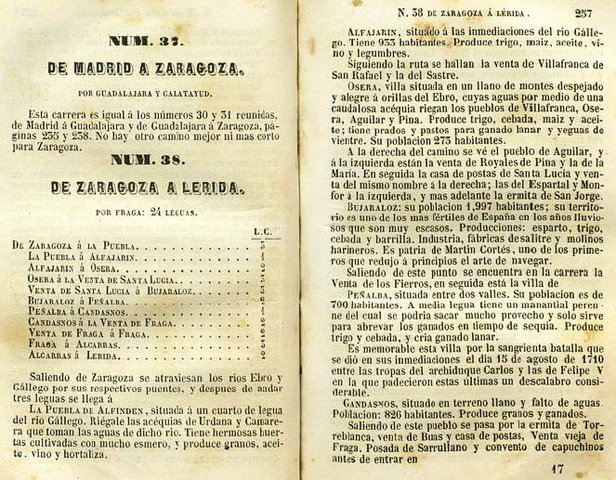 NUM. 37.
DE MADRID A ZARAGOZA.
POR GUADALAJARA Y CALATAYUD.
Esta carrera es igual á los números 30 y 31 reunidas,
de Madrid á Guadalajara y de Guadalajara á Zaragoza, pá-
ginas 235 y 238. No hay otro camino mejor ni mas corto
para Zaragoza.
NUM. 38.
DE ZARAGOZA A LERIDA.
POR FRAGA: 24 LEGUAS.
L.C.
DE ZARAGOZA Á LA PUEBLA.
LA PUEBLA Á ALFAJARIN.
ALFAJARIN Á OSERA.
OSERA Á LA VENTA DE SANTA LUCIA.
VENTA DE SANTA LUCIA Á BUJARALOZ.
BUJARALOZ Á PEÑALBA.
PEÑALBA Á CANDASNOS.
CANDASNOS Á LA VENTA DE FRAGA.
VENTA DE FRAGA Á FRAGA.
FRAGA Á ALCARRAS.
ALCARRAS Á LERIDA.
Saliendo de Zaragoza se atraviesan los rios Ebro y
Gállego por sus respectivos puentes, y despues de andar
tres leguas se llega á
LA PUEBLA DE ALFINDEN, situada á un cuarto de legua
del rio Gállego. Riégale las acéquias de Urdana y Camare-
ra que toman las aguas de dicho rio. Tiene hermosas huer-
tas cultivadas con mucho esmero, y produce granos, acei-
te, vino y hortaliza.
N. 38 DE ZARAGOZA Á LÉRIDA. 257
ALFAJARIN, situado á las inmediaciones del rio Gálle-
go. Tiene 933 habitantes. Produce trigo, maiz, aceite, vi-
no y legumbres.
Siguiendo la ruta se hallan la venta de Villafranca de
San Rafael y la del Sastre.
OSERA, villa situada en un llano de montes despejado
y alegre á orillas del Ebro, cuyas aguas por medio de una
caudalosa acéquia riegan los pueblos de Villafranca, Ose-
ra, Aguilar y Pina. Produce trigo, cebada, maiz y acei-
te; tiene prados y pastos para ganado lanar y yeguas de
vientre. Su poblacion 275 habitantes.
A la derecha del camino se vé el pueblo de Aguilar, y
á la izquierda están la venta de Royales de Pina y la de la
María. En seguida la casa de postas de Santa Lucía y ven-
ta del mismo nombre á la derecha; las del Espartal y Mon-
for á la izquierda, y mas adelante la ermita de San Jorge.
BUJARALOZ: su poblacion 1,997 habitantes; su territo-
rio es uno de los mas fértiles de España en los años lluvio-
sos que son muy escasos. Producciones: esparto, trigo,
cebada y barrilla. Industria, fábricas desalitre y molinos
harineros. Es patria de Martin Cortés, uno de los prime-
ros que redujo á principios el arte de navegar.
Saliendo de este punto se encuentra en la carrera la
Venta de los Fierros, en seguida está la villa de
PEÑALBA, situada entre dos valles. Su poblacion es de
700 habitantes. A media legua tiene un manantial peren-
ne del cual se podria sacar mucho provecho y solo sirve
para abrevar los ganados en tiempo de sequía. Produce
trigo y cebada, y cria ganado lanar.
Es memorable esta villa por la sangrienta batalla que
se dió en sus inmediaciones el dia 15 de agosto de 1710
entre las tropas del archiduque Carlos y las de Felipe V
en la que padecieron estas últimas un descalabro consi-
derable.
CANDASNOS, situado en terreno llano y falto de aguas.
Poblacion: 826 habitantes. Produce granos y ganados.
Saliendo de este pueblo se pasa por la ermita de Tor-
reblanca, venta de Buas y casa de postas, Venta vieja de
Fraga. Posada de Sarrullano y convento de capuchinos
antes de entrar en
17